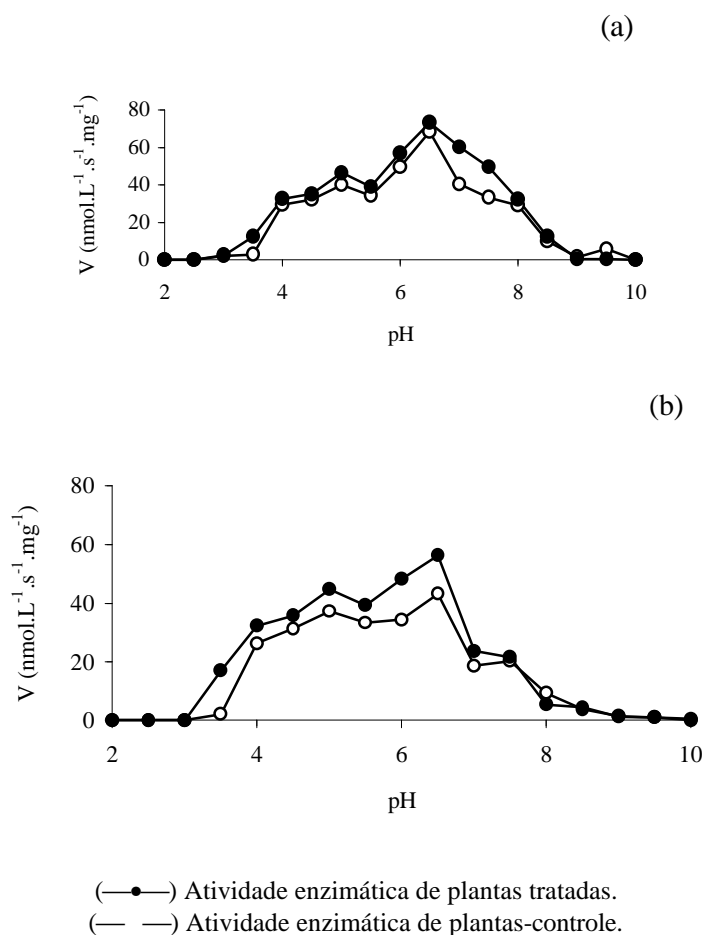 (a)
V (nmol.L⁻¹.s⁻¹.mg⁻¹)
80
60
40
20
0
2 4 6 8 10
pH
(b)
V (nmol.L⁻¹.s⁻¹.mg⁻¹)
80
60
40
20
0
2 4 6 8 10
pH
(—●—) Atividade enzimática de plantas tratadas.
(— —) Atividade enzimática de plantas-controle.